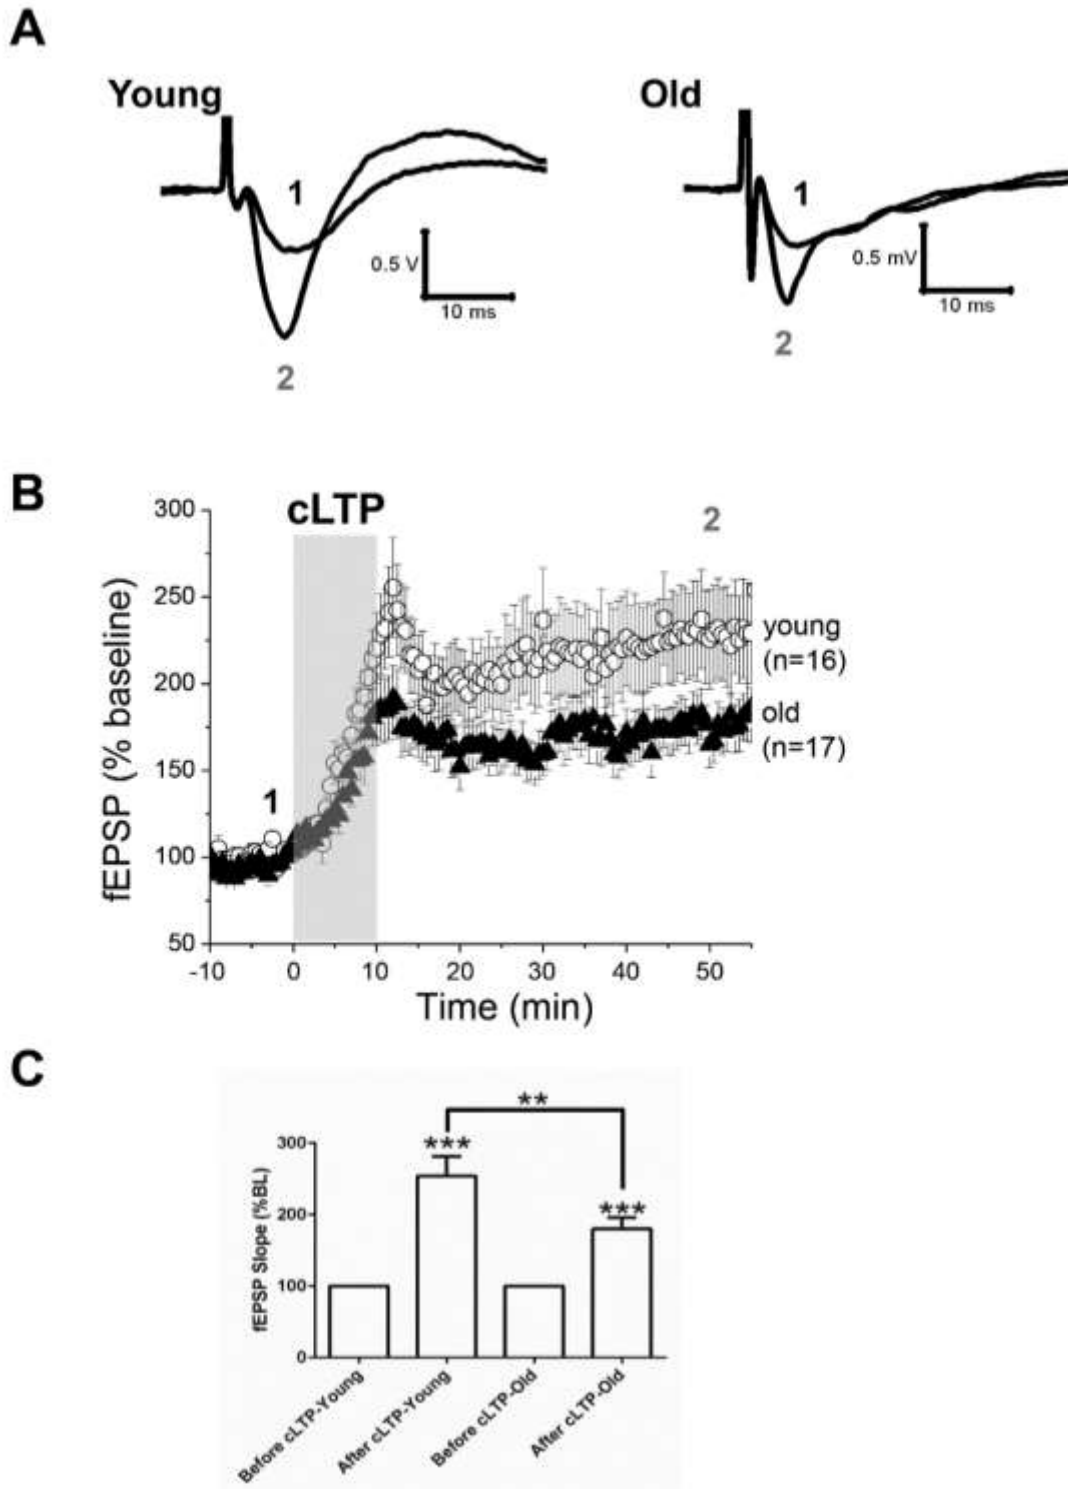 A
Young
Old
1
1
0.5 V
10 ms
0.5 mV
10 ms
2
2
B
cLTP
2
300
250
200
150
100
50
fEPSP (% baseline)
1
young
(n=16)
old
(n=17)
-10 0 10 20 30 40 50
Time (min)
C
**
***
***
300
200
100
0
fEPSP Slope (%BL)
Before cLTP-Young
After cLTP-Young
Before cLTP-Old
After cLTP-Old